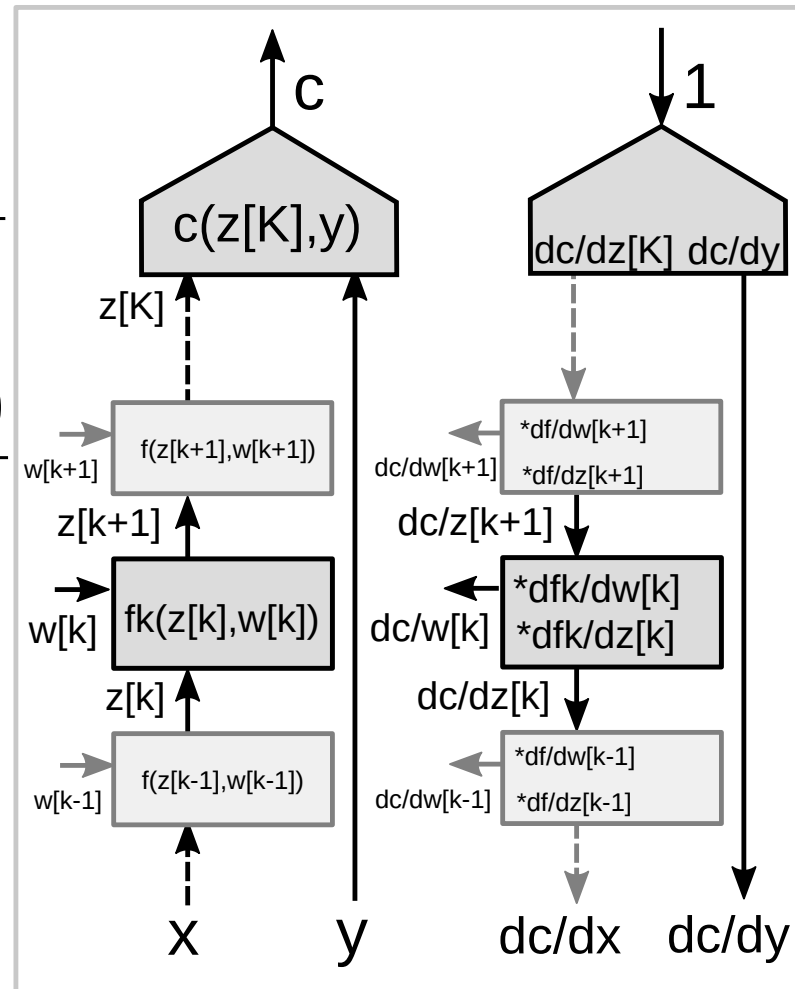 c
c(z[K],y)
z[K]
w[k+1]
f(z[k+1],w[k+1])
z[k+1]
w[k]
fk(z[k],w[k])
z[k]
w[k-1]
f(z[k-1],w[k-1])
x
y
1
dc/dz[K] dc/dy
*df/dw[k+1]
*df/dz[k+1]
dc/dw[k+1]
dc/z[k+1]
*dfk/dw[k]
*dfk/dz[k]
dc/w[k]
dc/dz[k]
*df/dw[k-1]
*df/dz[k-1]
dc/dw[k-1]
dc/dx
dc/dy